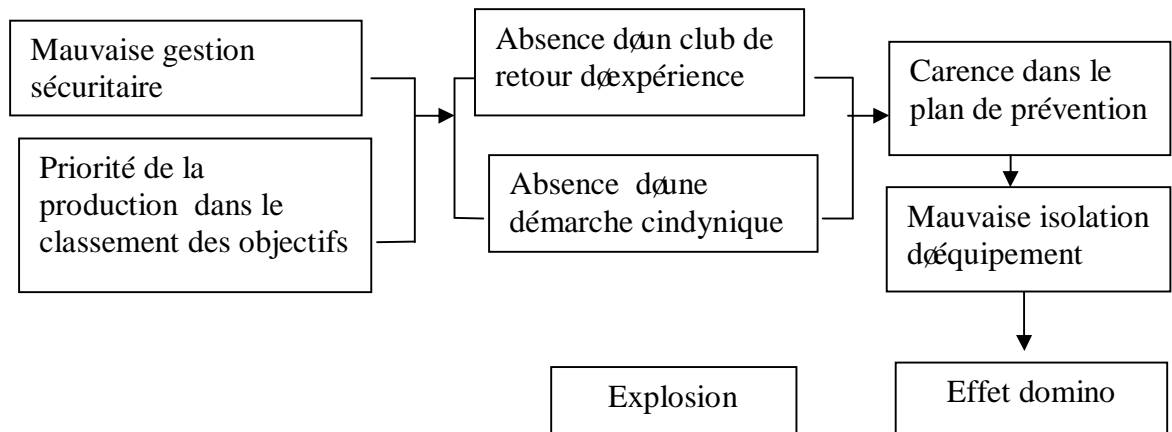 Mauvaise gestion
sécuritaire
Priorité de la
production dans le
classement des objectifs
Absence døun club de
retour døexpérience
Absence døune
démarche cindynique
Carence dans le
plan de prévention
Mauvaise isolation
døéquipement
Explosion
Effet domino